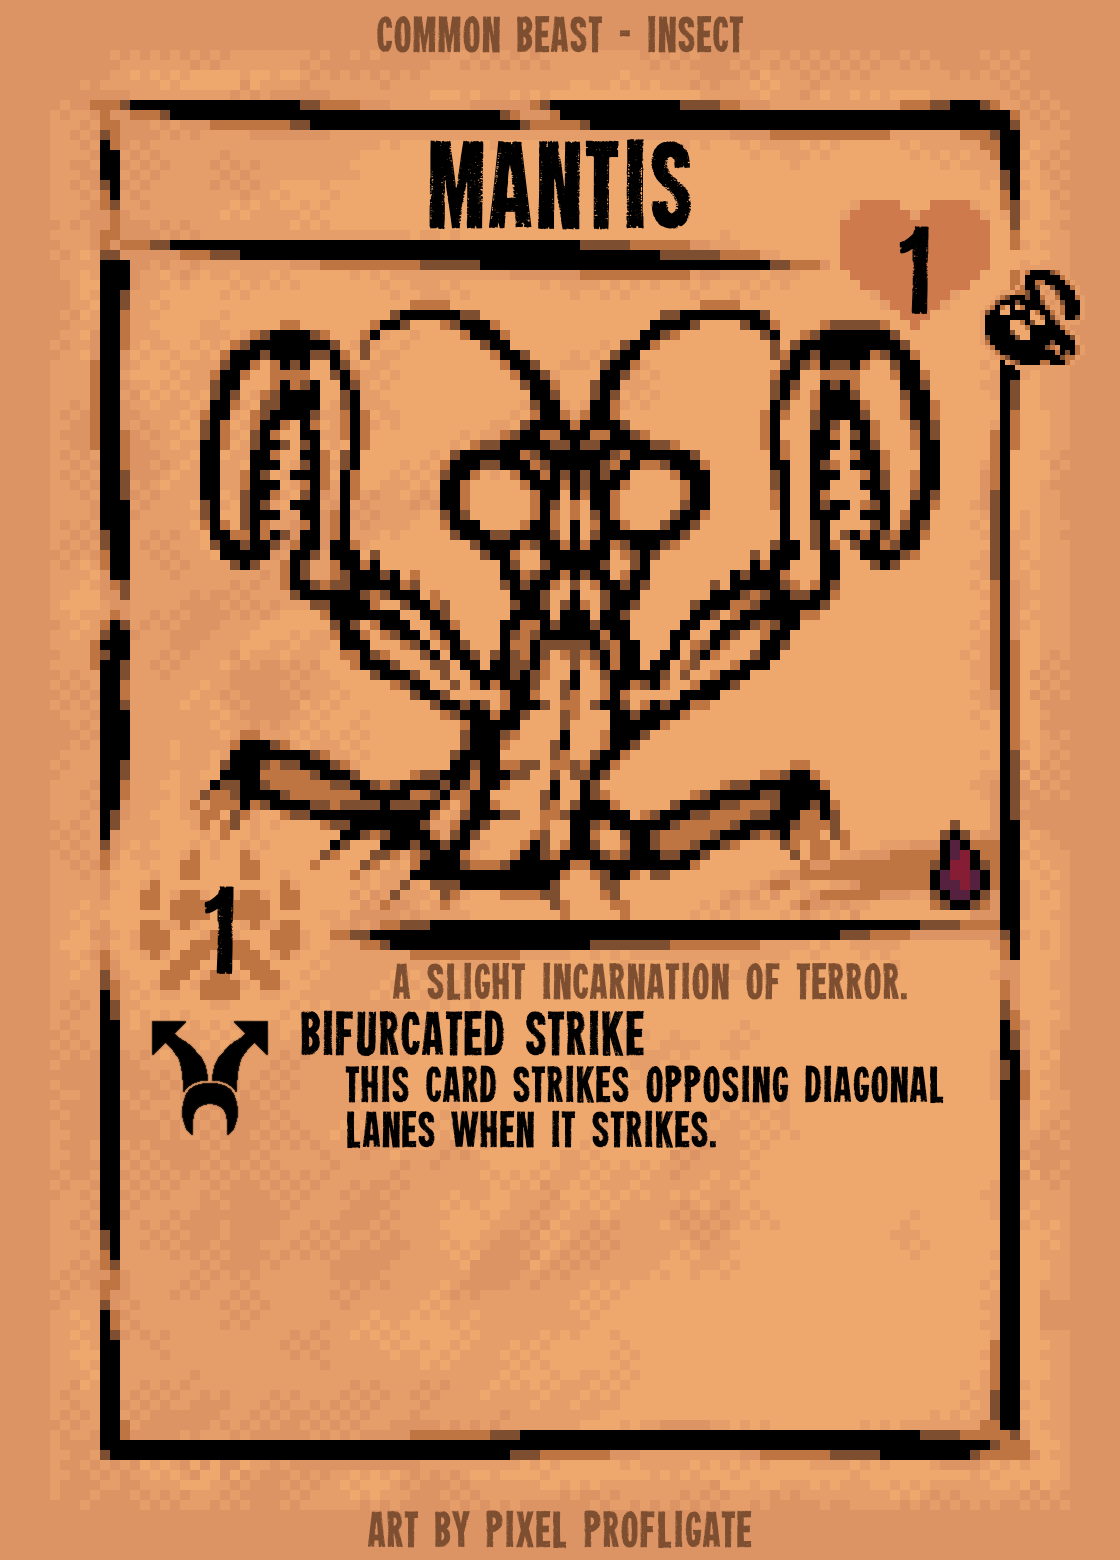 COMMON BEAST - INSECT
MANTIS
1
1
A SLIGHT INCARNATION OF TERROR.
BIFURCATED STRIKE
THIS CARD STRIKES OPPOSING DIAGONAL
LANES WHEN IT STRIKES.
ART BY PIXEL PROFLIGATE